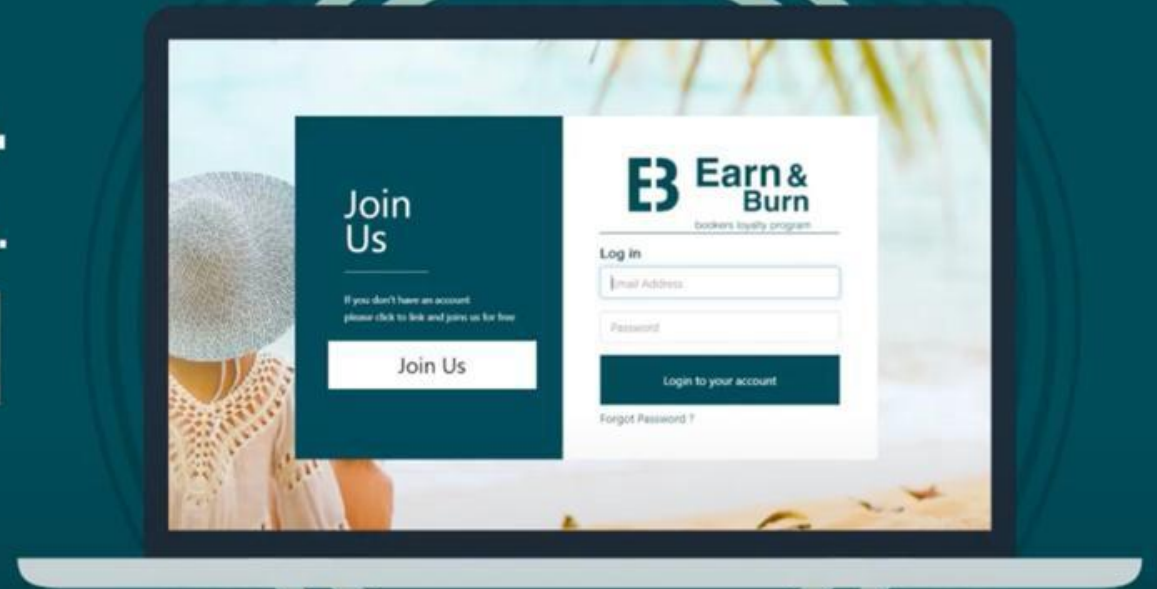 Join
Us
If you don't have an account
please click to link and joins us for free
Join Us
EB
Earn &
Burn
bookers loyalty program
Log in
Email Address
Password
Login to your account
Forgot Password ?